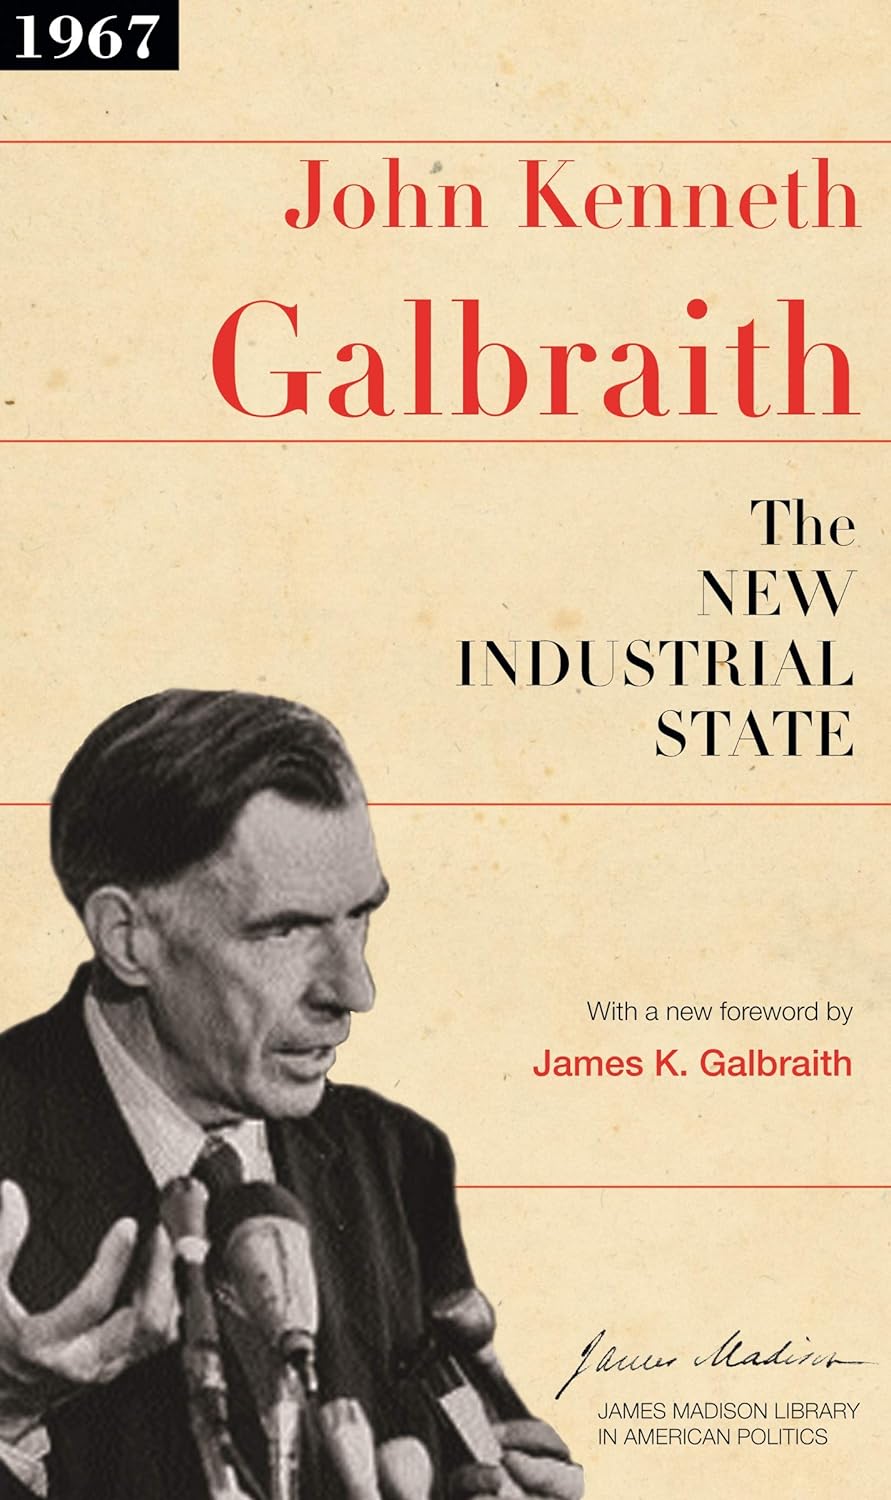 1967
John Kenneth
Galbraith
The
NEW
INDUSTRIAL
STATE
With a new foreword by
James K. Galbraith
James Madison
JAMES MADISON LIBRARY
IN AMERICAN POLITICS